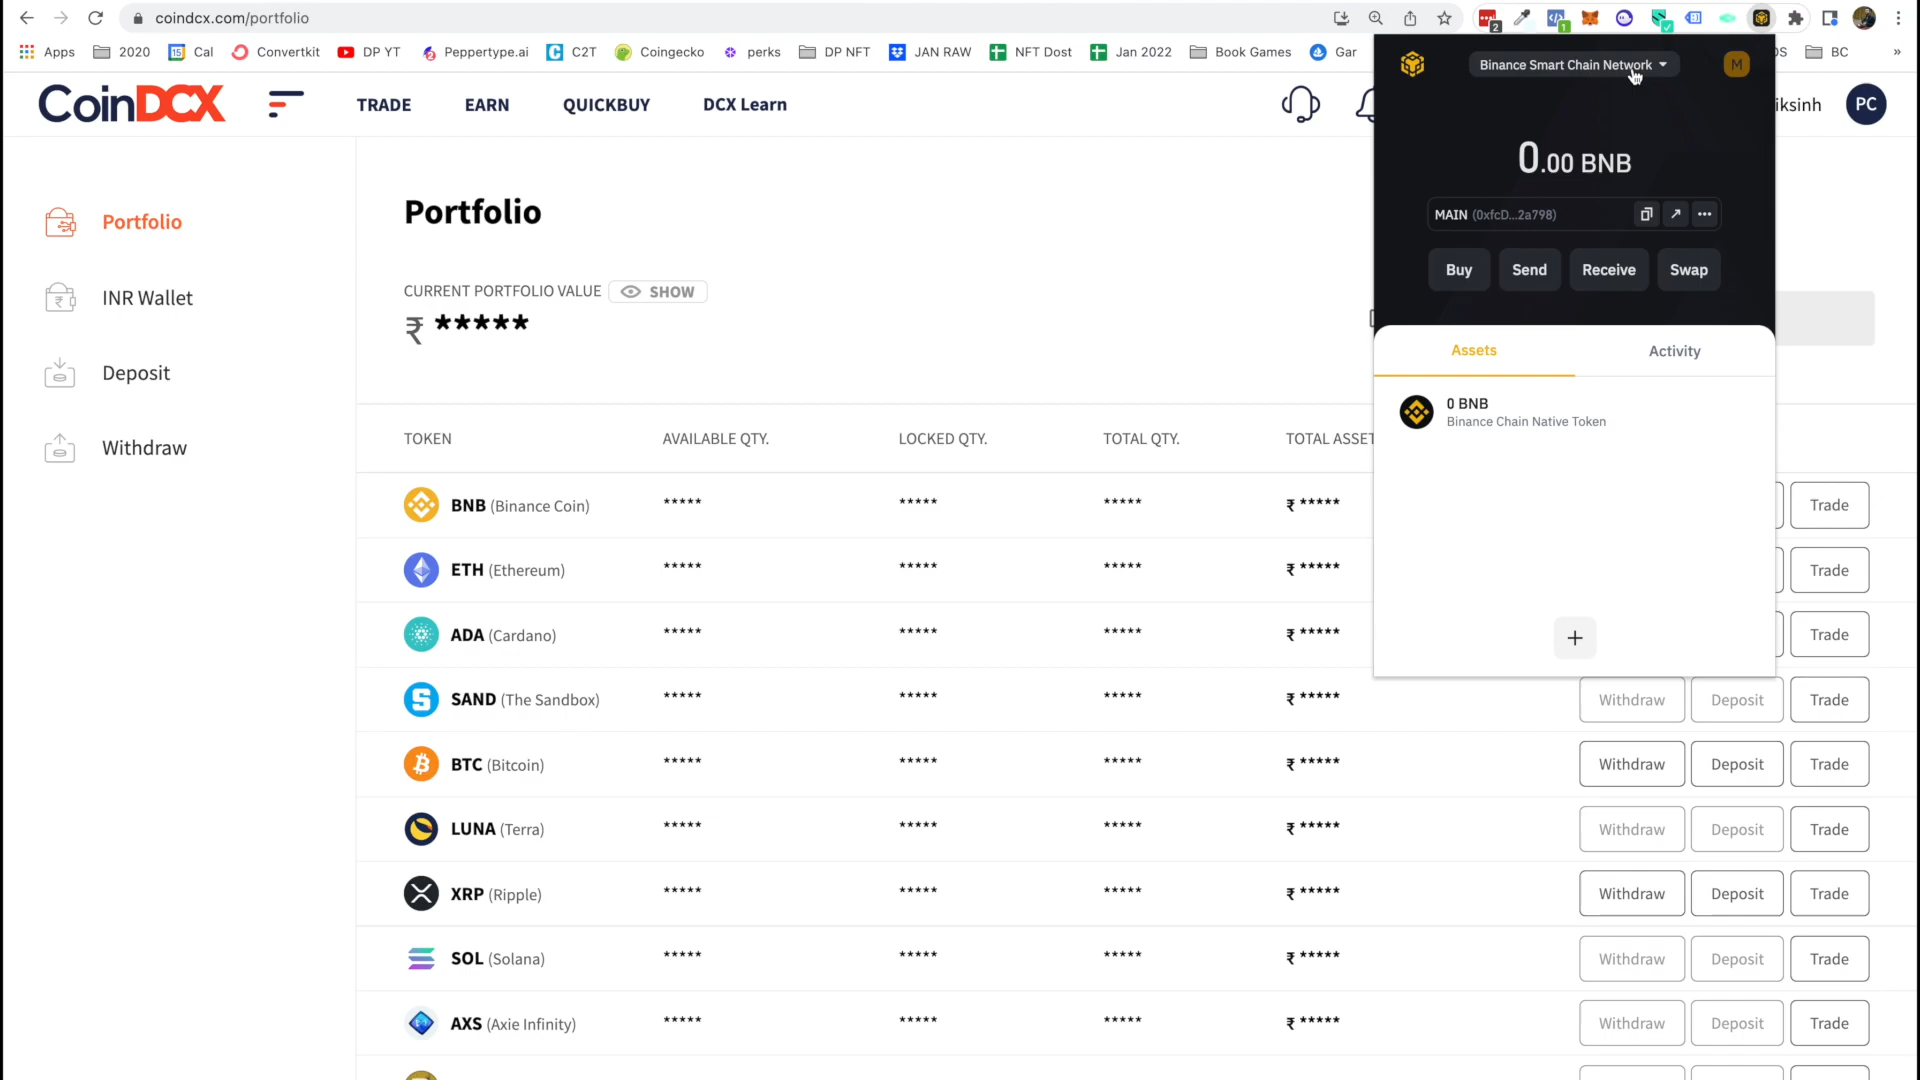 coindcx.com/portfolio
2
1
Apps 2020 15 Cal Convertkit DP YT Peppertype.ai C C2T Coingecko perks DP NFT JAN RAW NFT Dost Jan 2022 Book Games Gar BC »
CoinDCX TRADE EARN QUICKBUY DCX Learn iksinh PC
Portfolio
INR Wallet
Deposit
Withdraw
Portfolio
CURRENT PORTFOLIO VALUE SHOW
₹ *****
TOKEN AVAILABLE QTY. LOCKED QTY. TOTAL QTY. TOTAL ASSET
BNB (Binance Coin) ***** ***** ***** ₹ ***** Trade
ETH (Ethereum) ***** ***** ***** ₹ ***** Trade
ADA (Cardano) ***** ***** ***** ₹ ***** Trade
SAND (The Sandbox) ***** ***** ***** ₹ ***** Withdraw Deposit Trade
BTC (Bitcoin) ***** ***** ***** ₹ ***** Withdraw Deposit Trade
LUNA (Terra) ***** ***** ***** ₹ ***** Withdraw Deposit Trade
XRP (Ripple) ***** ***** ***** ₹ ***** Withdraw Deposit Trade
SOL (Solana) ***** ***** ***** ₹ ***** Withdraw Deposit Trade
AXS (Axie Infinity) ***** ***** ***** ₹ ***** Withdraw Deposit Trade
Binance Smart Chain Network M
0.00 BNB
MAIN (0xfcD...2a798)
Buy Send Receive Swap
Assets Activity
0 BNB
Binance Chain Native Token
+